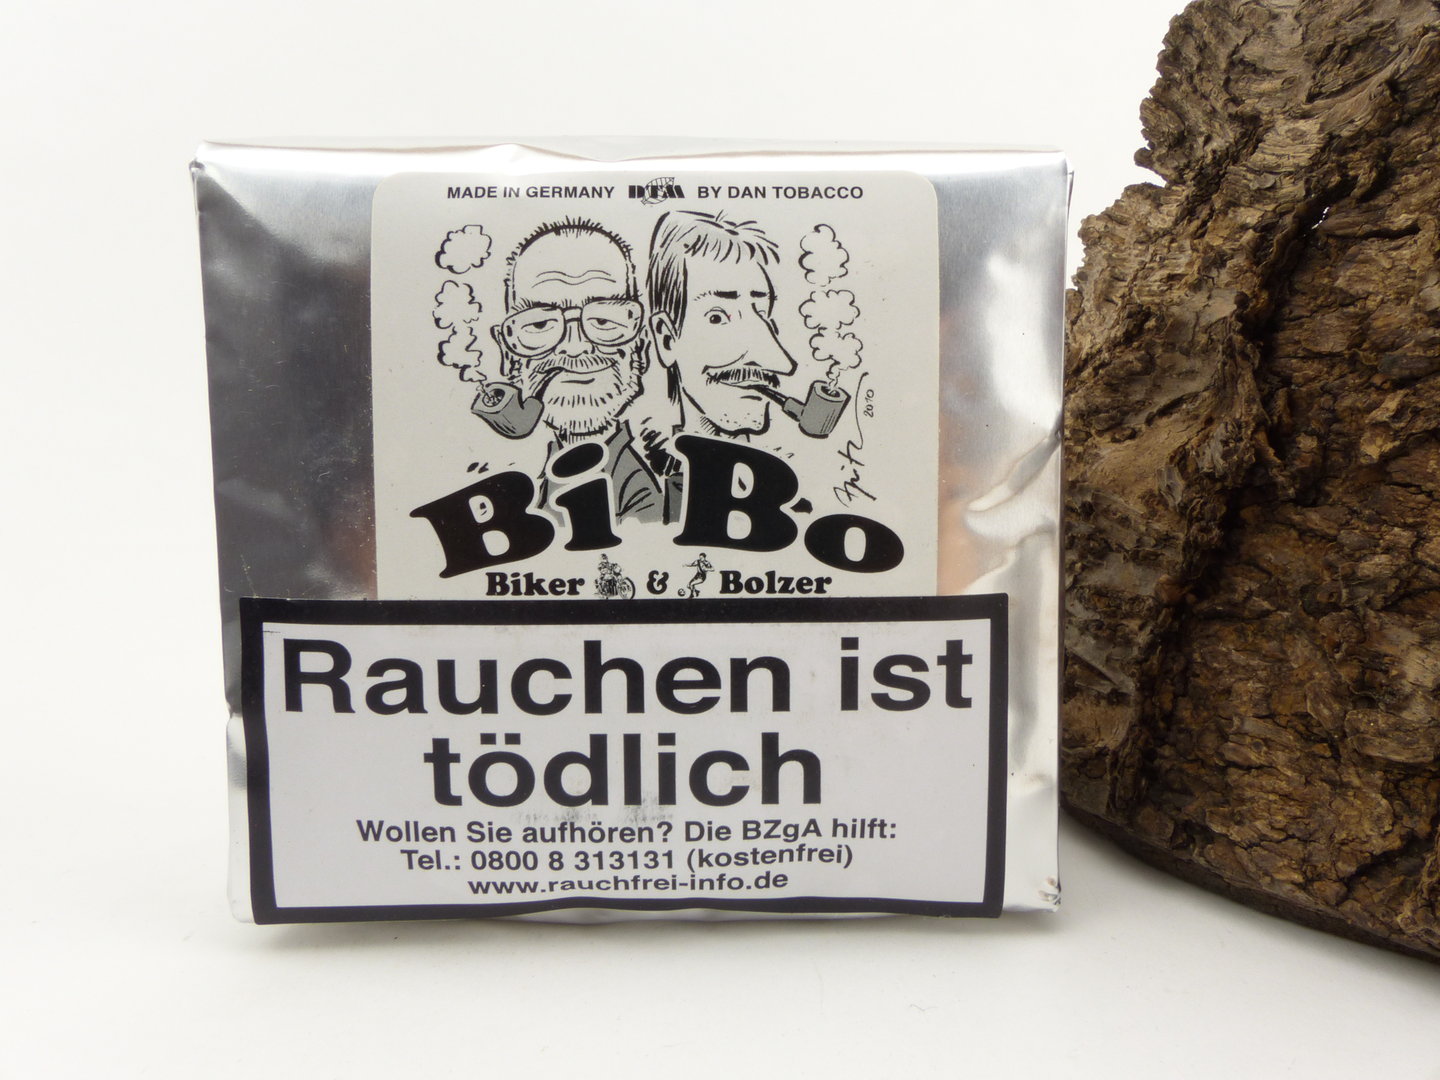 MADE IN GERMANY DTM BY DAN TOBACCO
2010
BiBo
Biker & Bolzer
Rauchen ist
tödlich
Wollen Sie aufhören? Die BZgA hilft:
Tel.: 0800 8 313131 (kostenfrei)
www.rauchfrei-info.de